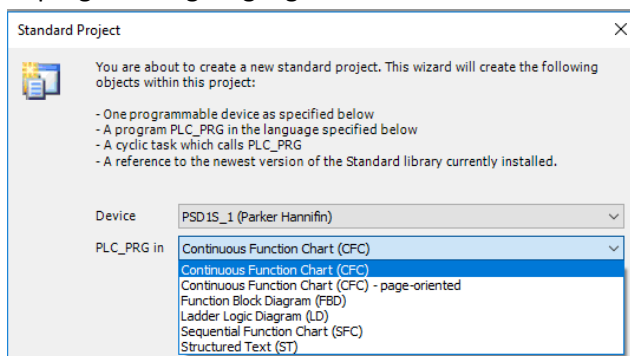 Standard Project
You are about to create a new standard project. This wizard will create the following
objects within this project:
- One programmable device as specified below
- A program PLC_PRG in the language specified below
- A cyclic task which calls PLC_PRG
- A reference to the newest version of the Standard library currently installed.
Device PSD1S_1 (Parker Hannifin)
PLC_PRG in Continuous Function Chart (CFC)
Continuous Function Chart (CFC)
Continuous Function Chart (CFC) - page-oriented
Function Block Diagram (FBD)
Ladder Logic Diagram (LD)
Sequential Function Chart (SFC)
Structured Text (ST)